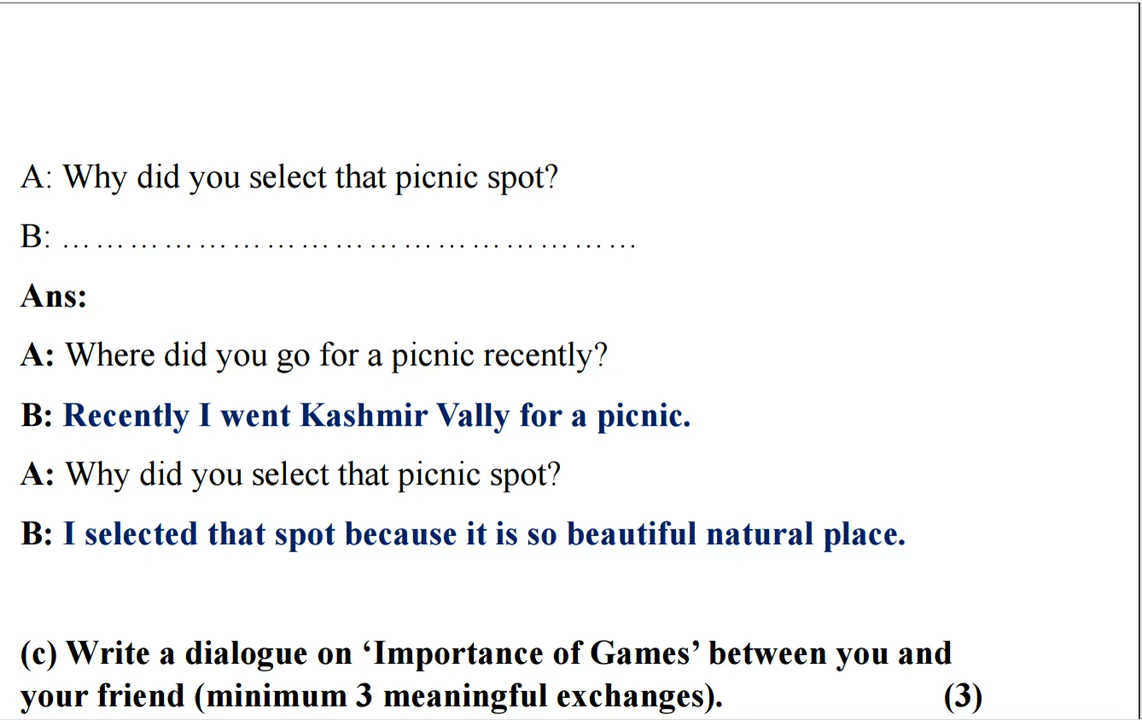 A: Why did you select that picnic spot?
B: ………………………………………………
Ans:
A: Where did you go for a picnic recently?
B: Recently I went Kashmir Vally for a picnic.
A: Why did you select that picnic spot?
B: I selected that spot because it is so beautiful natural place.
(c) Write a dialogue on ‘Importance of Games’ between you and
your friend (minimum 3 meaningful exchanges). (3)